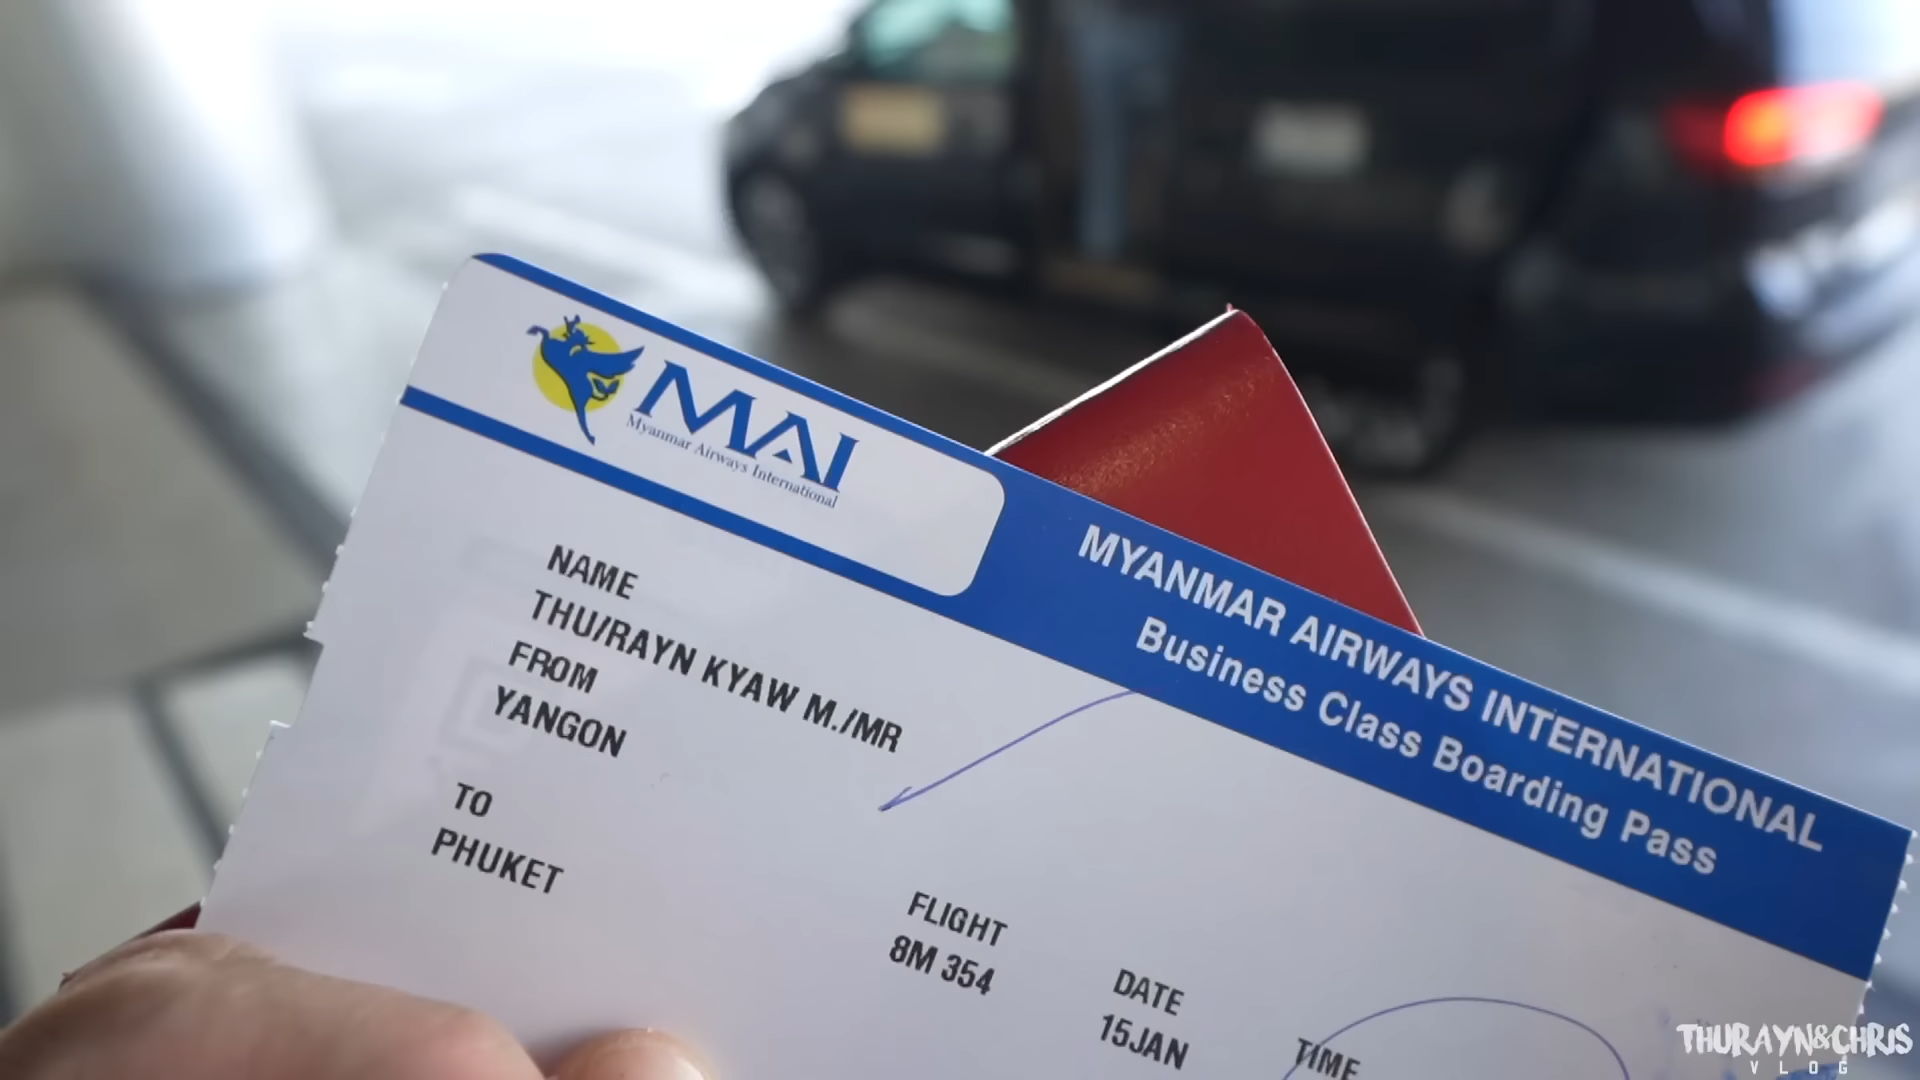 MAI
Myanmar Airways International
MYANMAR AIRWAYS INTERNATIONAL
Business Class Boarding Pass
NAME
THU/RAYN KYAW M./MR
FROM
YANGON
TO
PHUKET
FLIGHT
8M 354
DATE
15JAN
TIME
THURAYN&CHRIS
VLOG